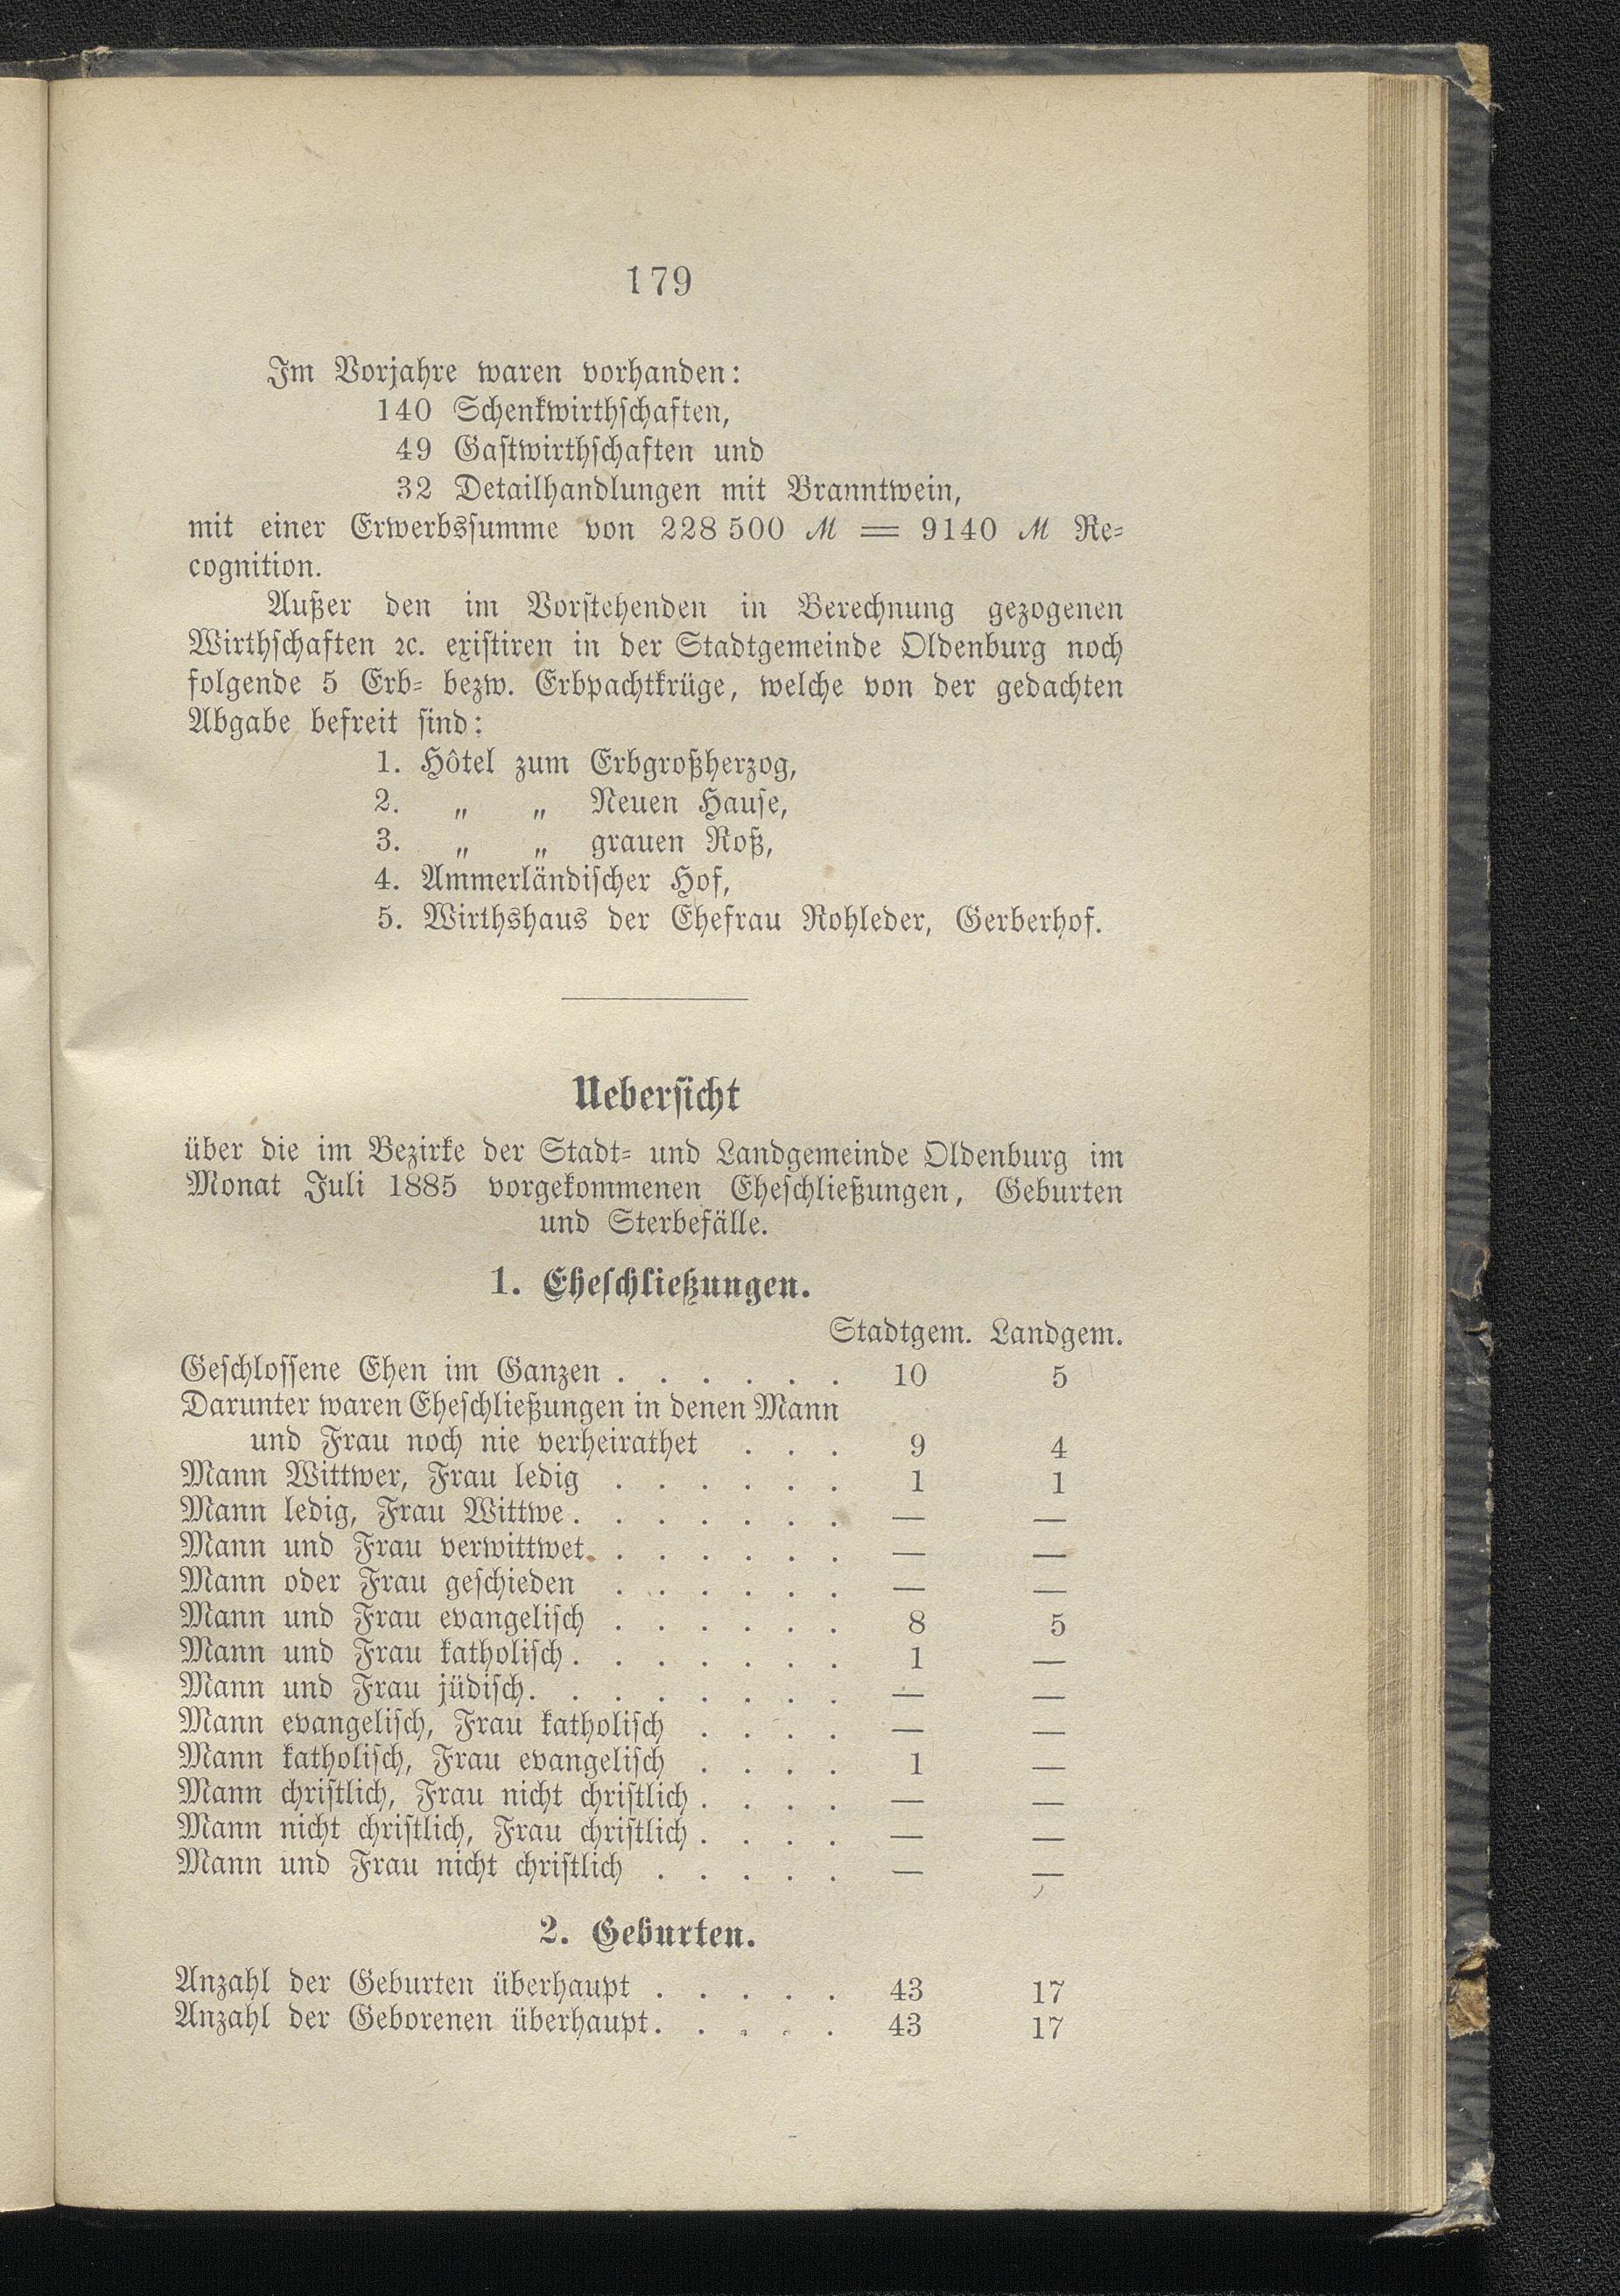 179
Im Vorjahre waren vorhanden:
140 Schenkwirthschaften,
49 Gastwirthschaften und
32 Detailhandlungen mit Branntwein,
mit einer Erwerbssumme von 228 500 ℳ = 9140 ℳ Re-
cognition.
Außer den im Vorstehenden in Berechnung gezogenen
Wirthschaften ꝛc. existiren in der Stadtgemeinde Oldenburg noch
folgende 5 Erb- bezw. Erbpachtkrüge, welche von der gedachten
Abgabe befreit sind:
1. Hôtel zum Erbgroßherzog,
2. „ „ Neuen Hause,
3. „ „ grauen Roß,
4. Ammerländischer Hof,
5. Wirthshaus der Ehefrau Rohleder, Gerberhof.
Uebersicht
über die im Bezirke der Stadt- und Landgemeinde Oldenburg im
Monat Juli 1885 vorgekommenen Eheschließungen, Geburten
und Sterbefälle.
1. Eheschließungen.
Stadtgem. Landgem.
Geschlossene Ehen im Ganzen . . . . . . 10 5
Darunter waren Eheschließungen in denen Mann
und Frau noch nie verheirathet . . . 9 4
Mann Wittwer, Frau ledig . . . . . . 1 1
Mann ledig, Frau Wittwe . . . . . . . — —
Mann und Frau verwittwet . . . . . . — —
Mann oder Frau geschieden . . . . . . — —
Mann und Frau evangelisch . . . . . . 8 5
Mann und Frau katholisch . . . . . . . 1 —
Mann und Frau jüdisch . . . . . . . . — —
Mann evangelisch, Frau katholisch . . . . — —
Mann katholisch, Frau evangelisch . . . . 1 —
Mann christlich, Frau nicht christlich . . . . — —
Mann nicht christlich, Frau christlich . . . . — —
Mann und Frau nicht christlich . . . . . — —
2. Geburten.
Anzahl der Geburten überhaupt . . . . . 43 17
Anzahl der Geborenen überhaupt . . . . . 43 17